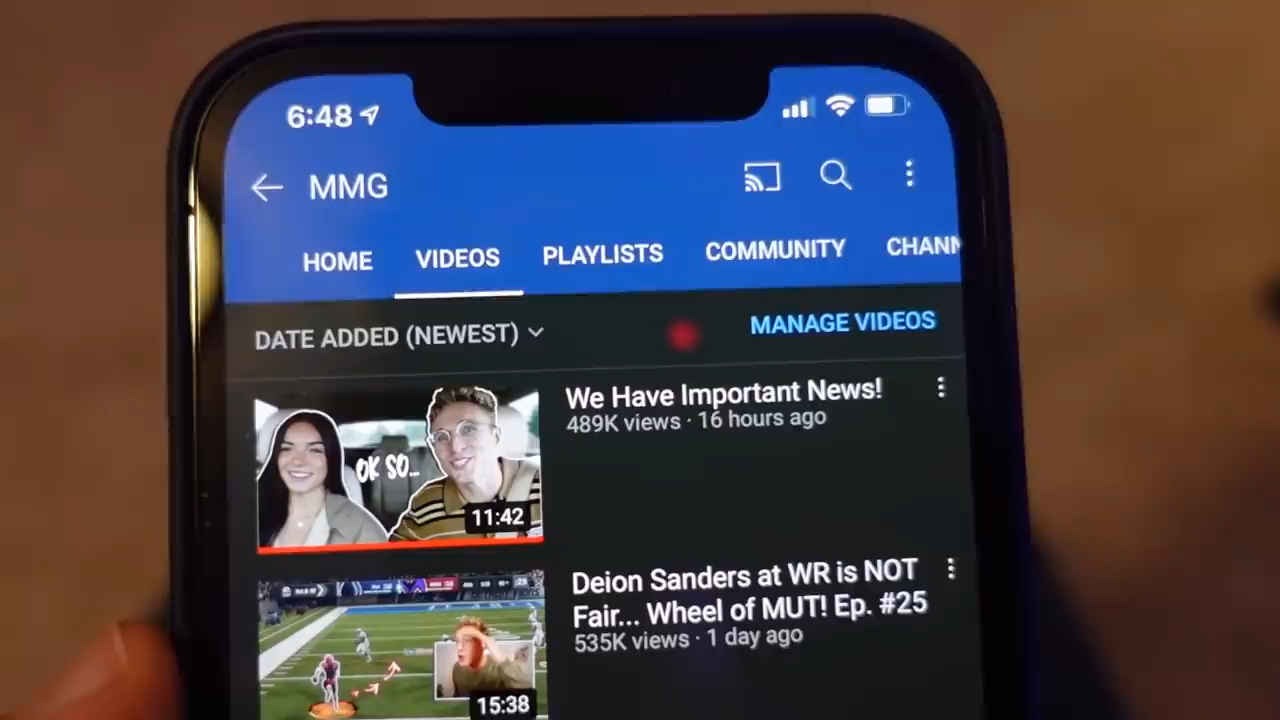 6:48
MMG
HOME VIDEOS PLAYLISTS COMMUNITY CHANN
DATE ADDED (NEWEST) MANAGE VIDEOS
OK SO...
11:42
We Have Important News!
489K views · 16 hours ago
15:38
Deion Sanders at WR is NOT
Fair... Wheel of MUT! Ep. #25
535K views · 1 day ago